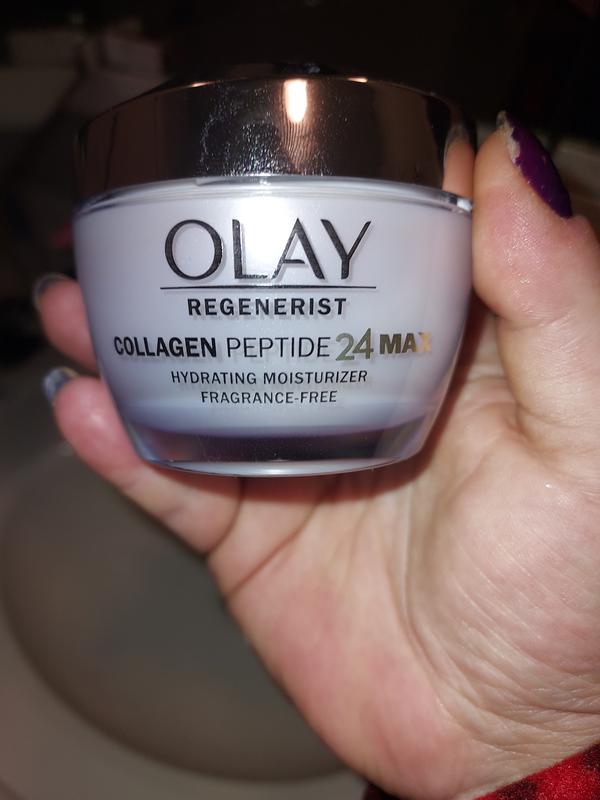 OLAY
REGENERIST
COLLAGEN PEPTIDE 24 MAX
HYDRATING MOISTURIZER
FRAGRANCE-FREE